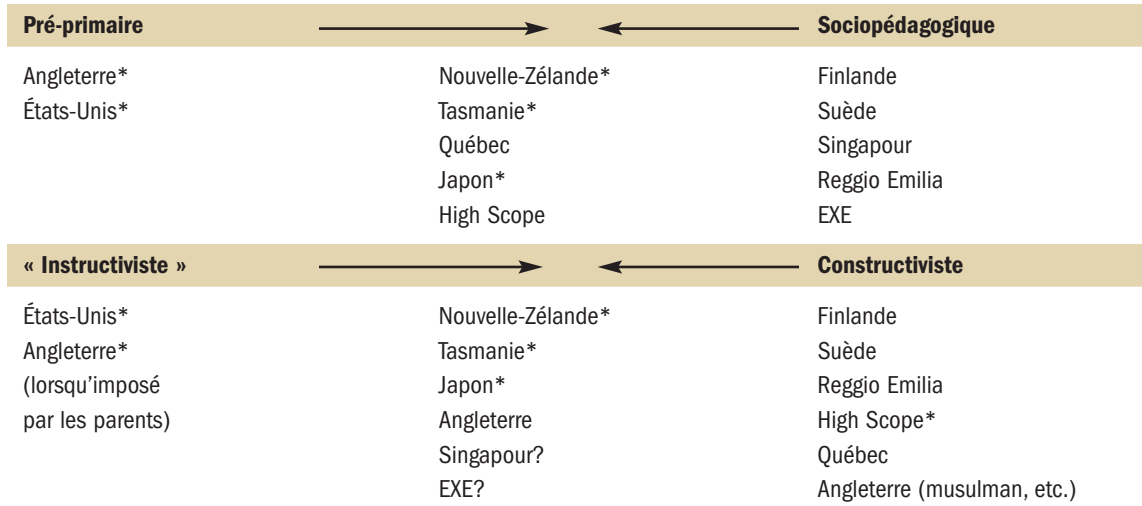 Pré-primaire Sociopédagogique
Angleterre* Nouvelle-Zélande* Finlande
États-Unis* Tasmanie* Suède
Québec Singapour
Japon* Reggio Emilia
High Scope EXE
« Instructiviste » Constructiviste
États-Unis* Nouvelle-Zélande* Finlande
Angleterre* Tasmanie* Suède
(lorsqu'imposé Japon* Reggio Emilia
par les parents) Angleterre High Scope*
Singapour? Québec
EXE? Angleterre (musulman, etc.)